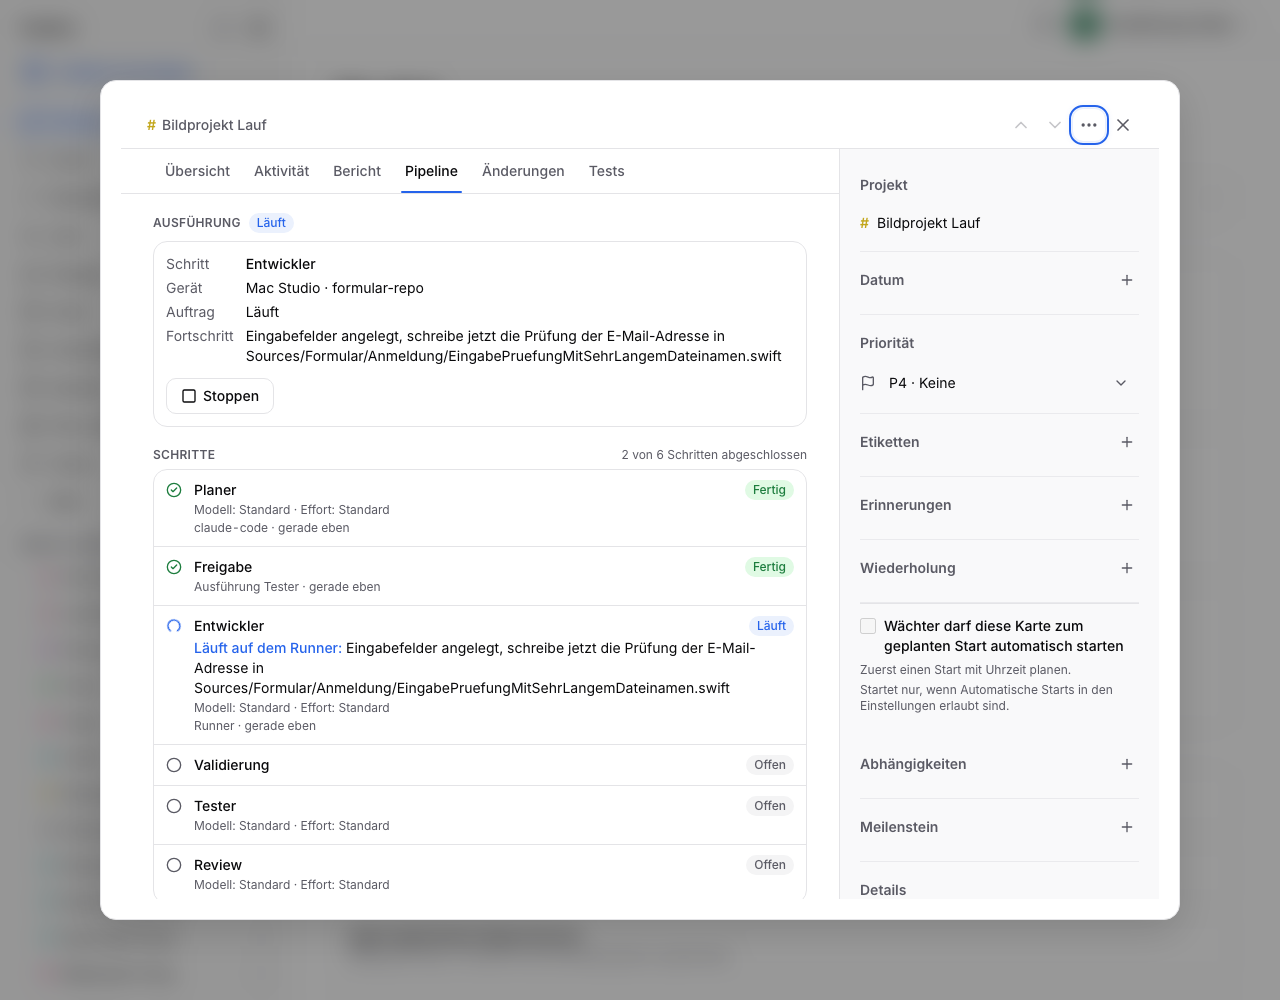 # Bildprojekt Lauf
Übersicht Aktivität Bericht Pipeline Änderungen Tests
AUSFÜHRUNG Läuft
Schritt Entwickler
Gerät Mac Studio · formular-repo
Auftrag Läuft
Fortschritt Eingabefelder angelegt, schreibe jetzt die Prüfung der E-Mail-Adresse in
Sources/Formular/Anmeldung/EingabePruefungMitSehrLangemDateinamen.swift
Stoppen
SCHRITTE 2 von 6 Schritten abgeschlossen
Planer Fertig
Modell: Standard · Effort: Standard
claude-code · gerade eben
Freigabe Fertig
Ausführung Tester · gerade eben
Entwickler Läuft
Läuft auf dem Runner: Eingabefelder angelegt, schreibe jetzt die Prüfung der E-Mail-
Adresse in
Sources/Formular/Anmeldung/EingabePruefungMitSehrLangemDateinamen.swift
Modell: Standard · Effort: Standard
Runner · gerade eben
Validierung Offen
Tester Offen
Modell: Standard · Effort: Standard
Review Offen
Modell: Standard · Effort: Standard
Projekt
# Bildprojekt Lauf
Datum
Priorität
P4 · Keine
Etiketten
Erinnerungen
Wiederholung
Wächter darf diese Karte zum
geplanten Start automatisch starten
Zuerst einen Start mit Uhrzeit planen.
Startet nur, wenn Automatische Starts in den
Einstellungen erlaubt sind.
Abhängigkeiten
Meilenstein
Details